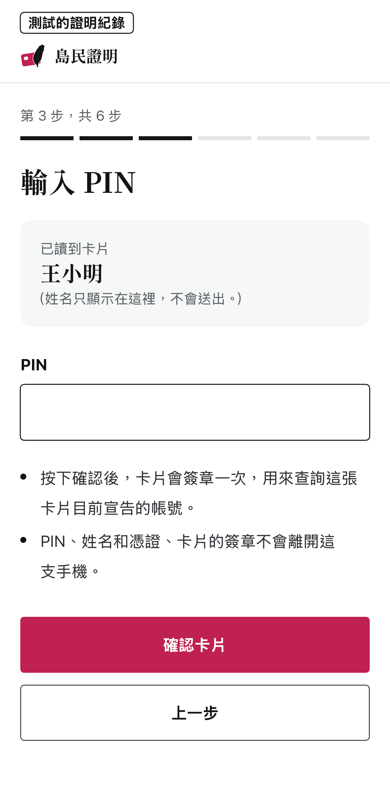 測試的證明紀錄
島民證明
第 3 步，共 6 步
輸入 PIN
已讀到卡片
王小明
(姓名只顯示在這裡，不會送出。)
PIN
• 按下確認後，卡片會簽章一次，用來查詢這張
卡片目前宣告的帳號。
• PIN、姓名和憑證、卡片的簽章不會離開這
支手機。
確認卡片
上一步